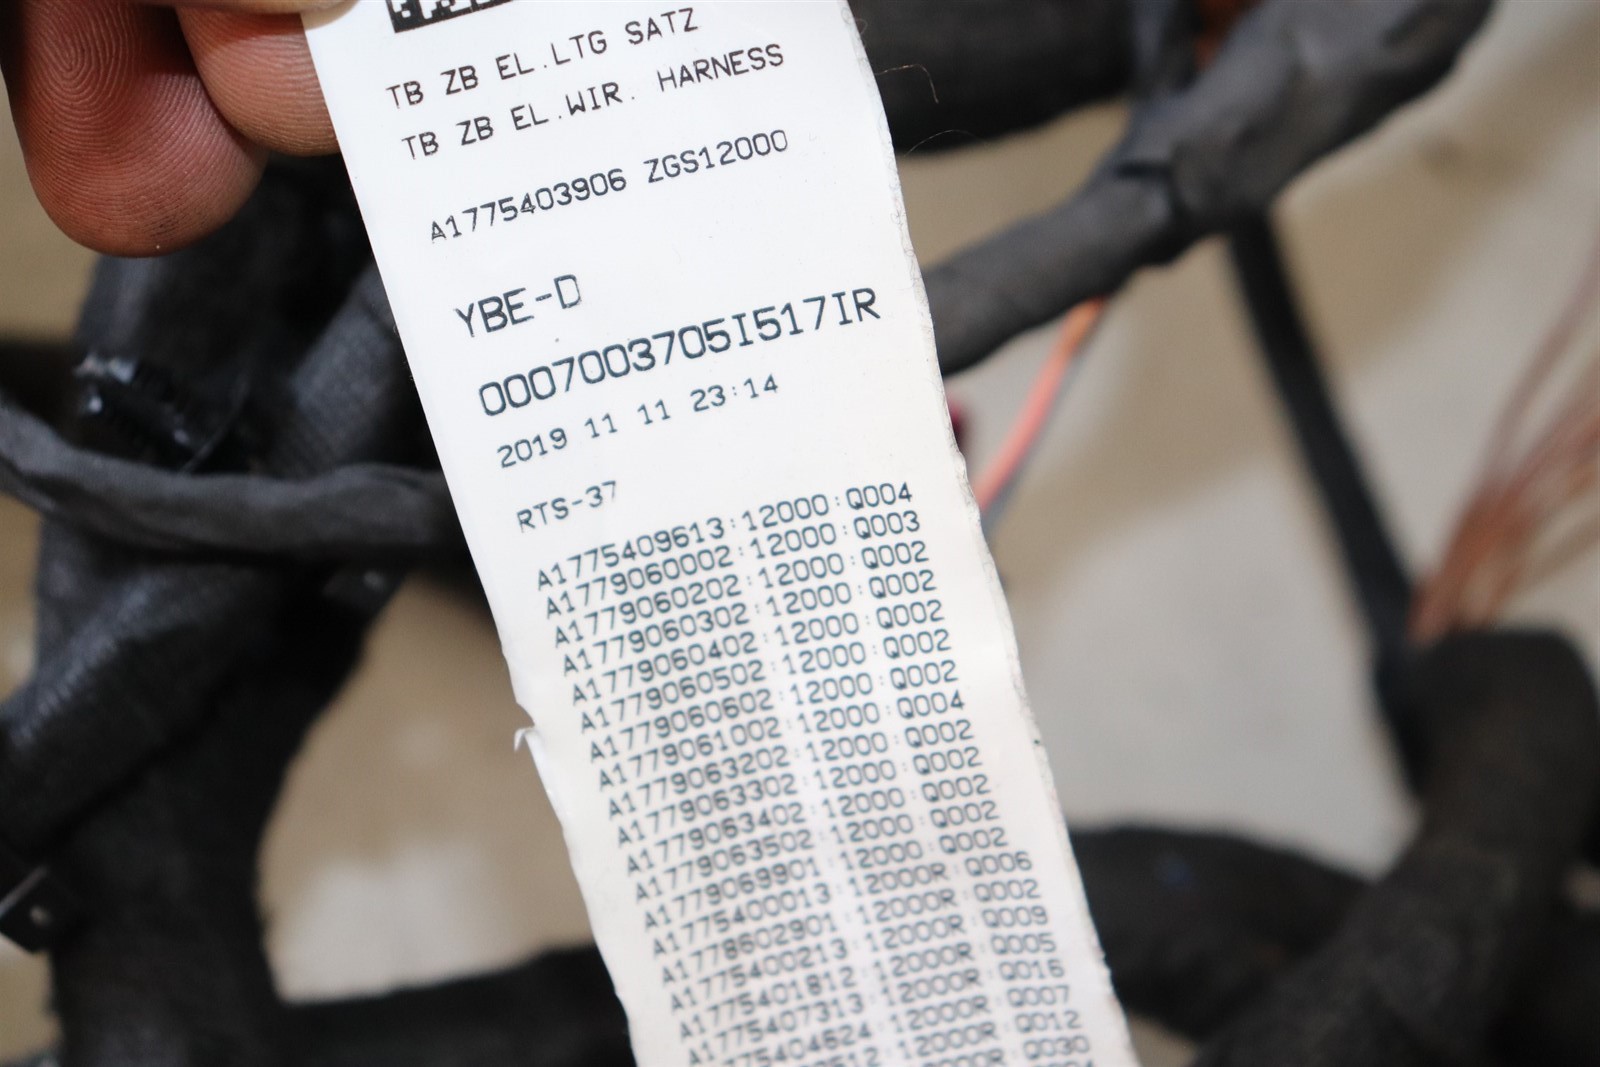 TB ZB EL.LTG SATZ
TB ZB EL.WIR. HARNESS
A1775403906 ZGS12000
YBE-D
0007003705I517IR
2019 11 11 23:14
RTS-37
A1775409613:12000:Q004
A1779060002:12000:Q003
A1779060202:12000:Q002
A1779060302:12000:Q002
A1779060402:12000:Q002
A1779060502:12000:Q002
A1779060602:12000:Q002
A1779061002:12000:Q004
A1779063202:12000:Q002
A1779063302:12000:Q002
A1779063402:12000:Q002
A1779063502:12000:Q002
A1779069901:12000:Q002
A1775400013:12000R:Q006
A1778602901:12000R:Q002
A1775400213:12000R:Q009
A1775401812:12000R:Q005
A1775407313:12000R:Q016
:12000R:Q007
:12000R:Q012
:Q030